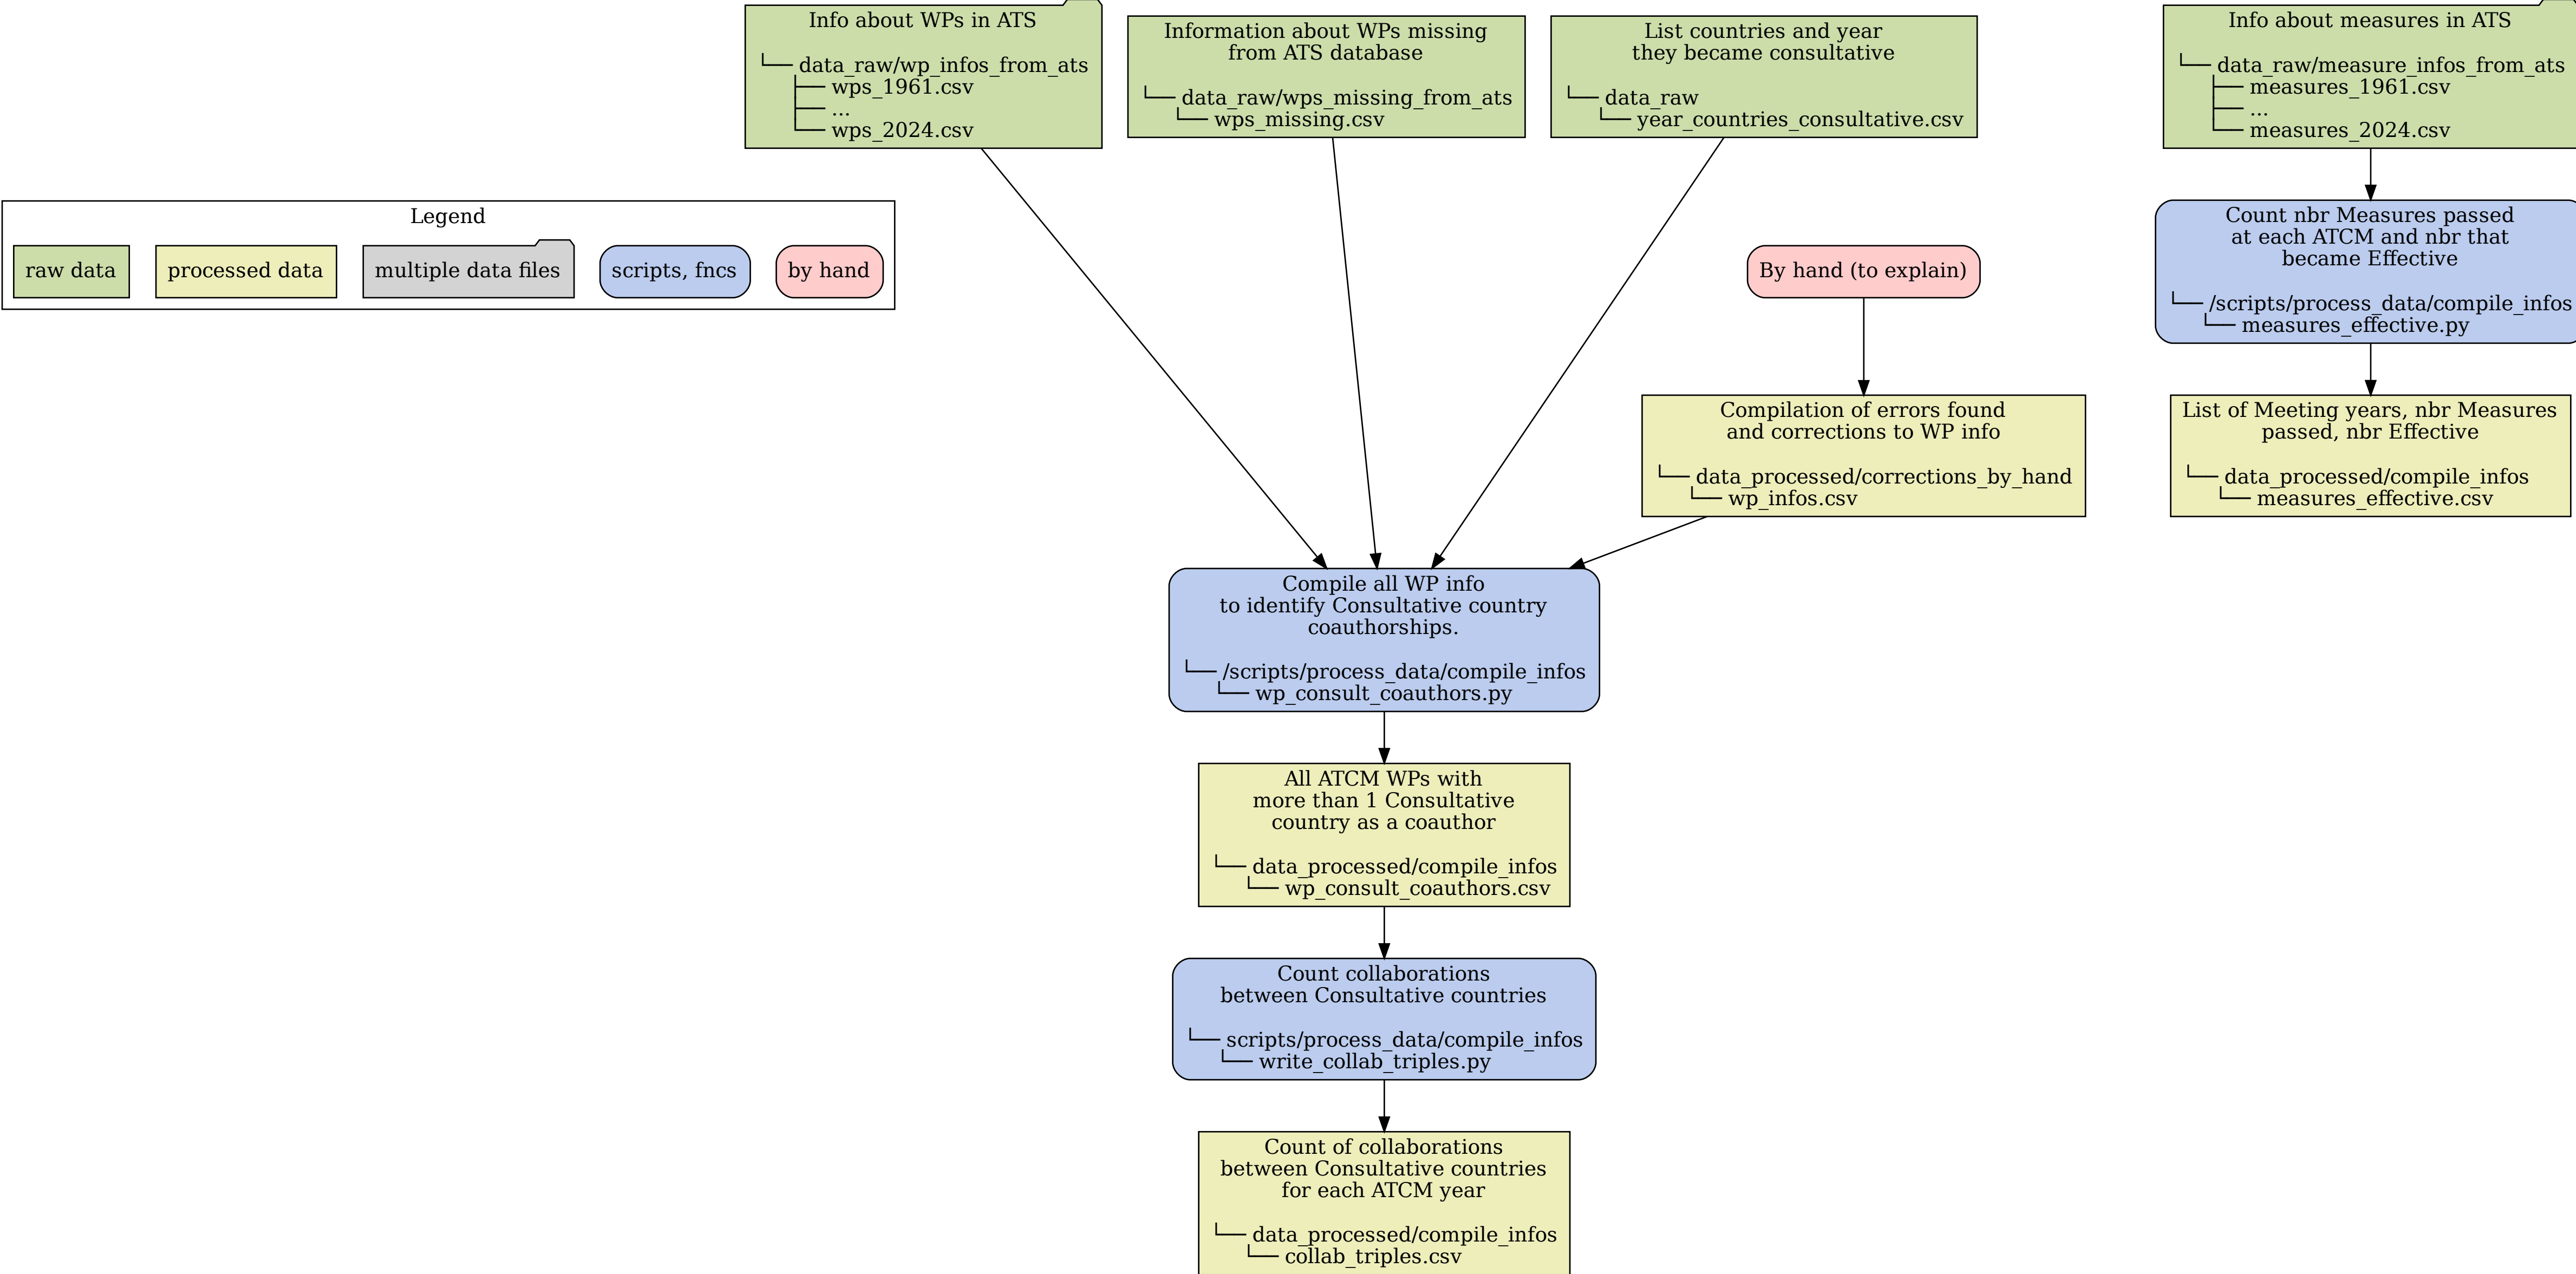 Info about WPs in ATS
└── data_raw/wp_infos_from_ats
├── wps_1961.csv
├── ...
└── wps_2024.csv
Information about WPs missing
from ATS database
└── data_raw/wps_missing_from_ats
└── wps_missing.csv
List countries and year
they became consultative
└── data_raw
└── year_countries_consultative.csv
Info about measures in ATS
└── data_raw/measure_infos_from_ats
├── measures_1961.csv
├── ...
└── measures_2024.csv
Legend
raw data
processed data
multiple data files
scripts, fncs
by hand
By hand (to explain)
Count nbr Measures passed
at each ATCM and nbr that
became Effective
└── /scripts/process_data/compile_infos
└── measures_effective.py
Compilation of errors found
and corrections to WP info
└── data_processed/corrections_by_hand
└── wp_infos.csv
List of Meeting years, nbr Measures
passed, nbr Effective
└── data_processed/compile_infos
└── measures_effective.csv
Compile all WP info
to identify Consultative country
coauthorships.
└── /scripts/process_data/compile_infos
└── wp_consult_coauthors.py
All ATCM WPs with
more than 1 Consultative
country as a coauthor
└── data_processed/compile_infos
└── wp_consult_coauthors.csv
Count collaborations
between Consultative countries
└── scripts/process_data/compile_infos
└── write_collab_triples.py
Count of collaborations
between Consultative countries
for each ATCM year
└── data_processed/compile_infos
└── collab_triples.csv